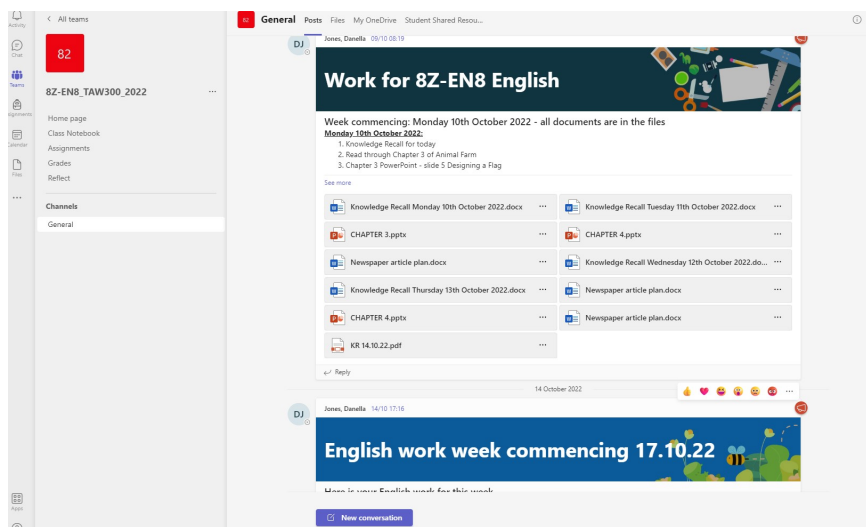 Activity
Chat
Teams
Assignments
Calendar
Files
Apps
All teams
82
8Z-EN8_TAW300_2022
Home page
Class Notebook
Assignments
Grades
Reflect
Channels
General
82 General Posts Files My OneDrive Student Shared Resou...
DJ
Jones, Danella 09/10 08:19
Work for 8Z-EN8 English
Week commencing: Monday 10th October 2022 - all documents are in the files
Monday 10th October 2022:
1. Knowledge Recall for today
2. Read through Chapter 3 of Animal Farm
3. Chapter 3 PowerPoint - slide 5 Designing a Flag
See more
Knowledge Recall Monday 10th October 2022.docx
Knowledge Recall Tuesday 11th October 2022.docx
CHAPTER 3.pptx
CHAPTER 4.pptx
Newspaper article plan.docx
Knowledge Recall Wednesday 12th October 2022.do...
Knowledge Recall Thursday 13th October 2022.docx
Newspaper article plan.docx
CHAPTER 4.pptx
Newspaper article plan.docx
KR 14.10.22.pdf
Reply
14 October 2022
DJ
Jones, Danella 14/10 17:16
English work week commencing 17.10.22
Here is your English work for this week
New conversation